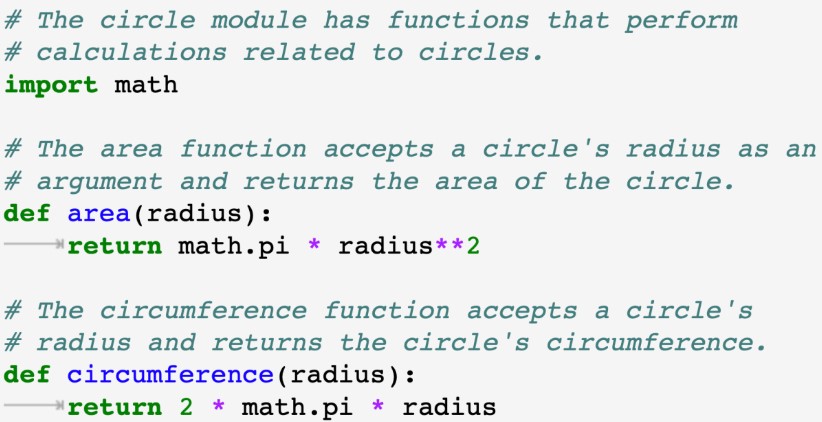 # The circle module has functions that perform
# calculations related to circles.
import math
# The area function accepts a circle's radius as an
# argument and returns the area of the circle.
def area(radius):
return math.pi * radius**2
# The circumference function accepts a circle's
# radius and returns the circle's circumference.
def circumference(radius):
return 2 * math.pi * radius